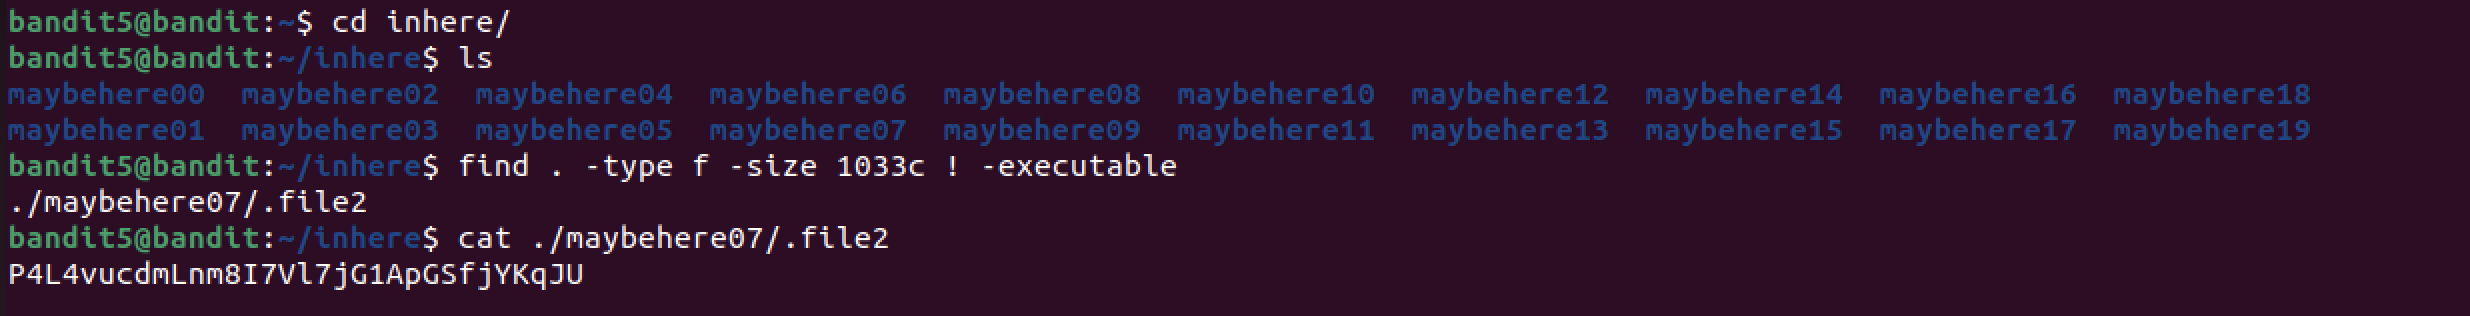 bandit5@bandit:~$ cd inhere/
bandit5@bandit:~/inhere$ ls
maybehere00  maybehere02  maybehere04  maybehere06  maybehere08  maybehere10  maybehere12  maybehere14  maybehere16  maybehere18
maybehere01  maybehere03  maybehere05  maybehere07  maybehere09  maybehere11  maybehere13  maybehere15  maybehere17  maybehere19
bandit5@bandit:~/inhere$ find . -type f -size 1033c ! -executable
./maybehere07/.file2
bandit5@bandit:~/inhere$ cat ./maybehere07/.file2
P4L4vucdmLnm8I7Vl7jG1ApGSfjYKqJU